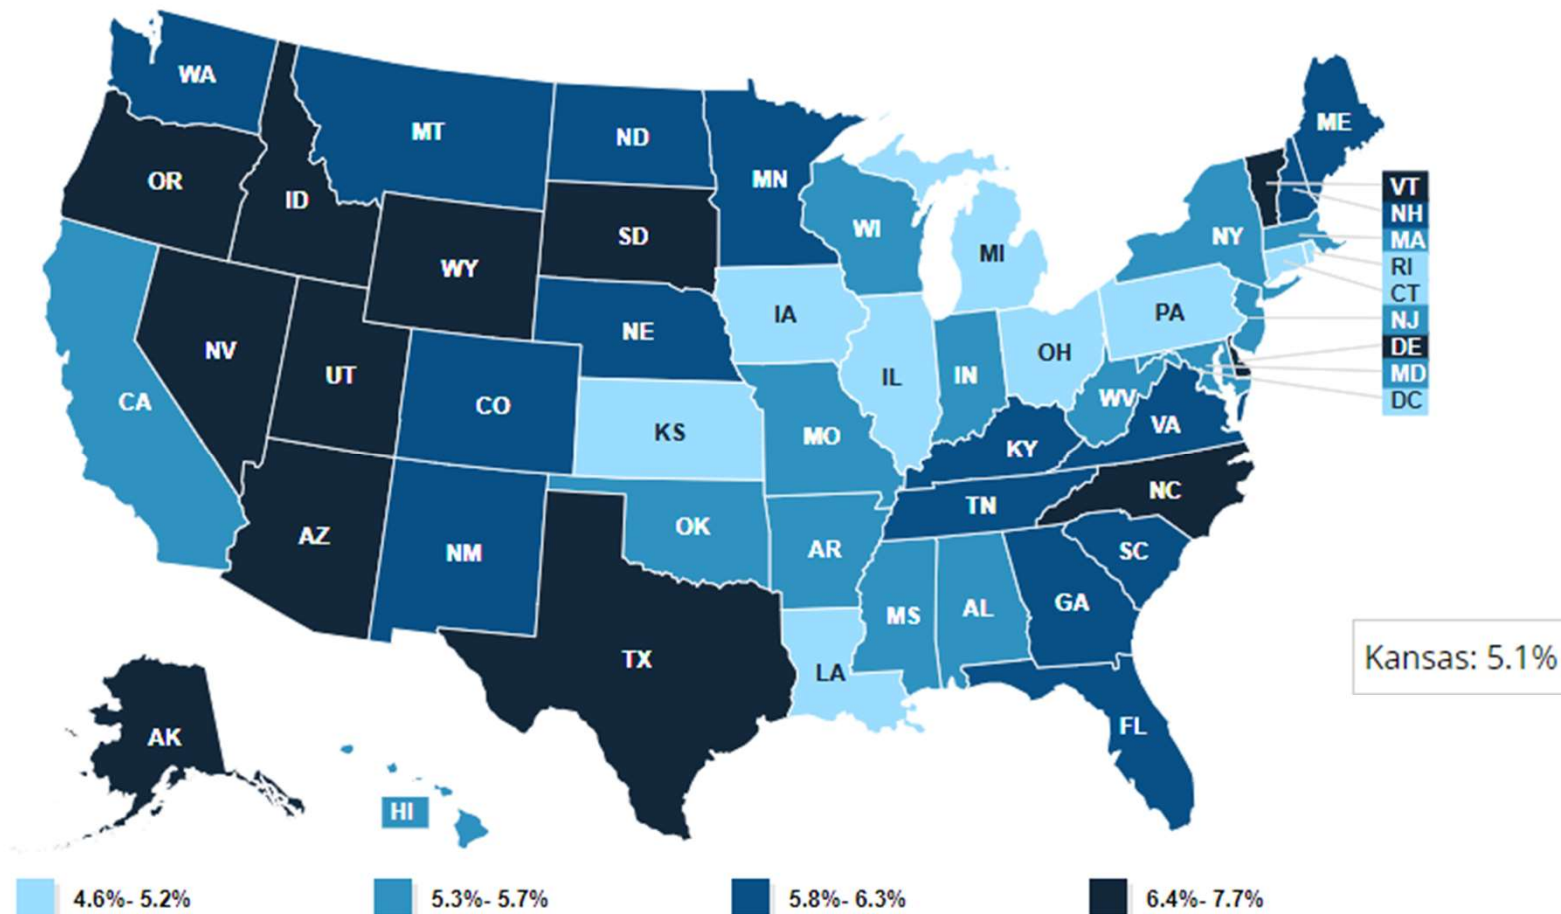 WA
MT
ND
MN
ME
OR
ID
SD
WI
WY
MI
NY
VT
NH
MA
RI
CT
NJ
DE
MD
DC
IA
PA
NE
NV
UT
CO
IL
IN
OH
CA
KS
MO
WV
VA
KY
NC
TN
AZ
NM
OK
AR
SC
MS
AL
GA
TX
LA
Kansas: 5.1%
FL
AK
HI
4.6%- 5.2%
5.3%- 5.7%
5.8%- 6.3%
6.4%- 7.7%